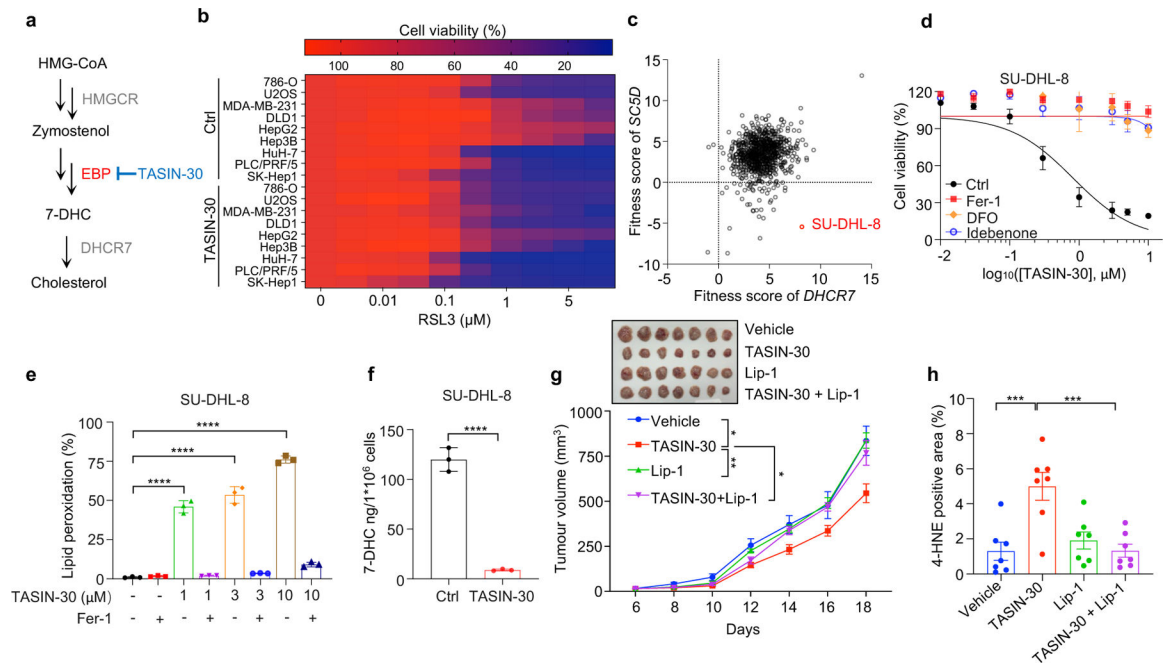 a
HMG-CoA
HMGCR
Zymostenol
EBP
TASIN-30
7-DHC
DHCR7
Cholesterol
b
Cell viability (%)
100 80 60 40 20
Ctrl
786-O
U2OS
MDA-MB-231
DLD1
HepG2
Hep3B
HuH-7
PLC/PRF/5
SK-Hep1
TASIN-30
786-O
U2OS
MDA-MB-231
DLD1
HepG2
Hep3B
HuH-7
PLC/PRF/5
SK-Hep1
0 0.01 0.1 1 5
RSL3 (μM)
c
Fitness score of SC5D
15
10
5
0
-5
-10
SU-DHL-8
-5 0 5 10 15
Fitness score of DHCR7
d
SU-DHL-8
Cell viability (%)
120
90
60
30
0
Ctrl
Fer-1
DFO
Idebenone
-2 -1 0 1
log10([TASIN-30], μM)
e
SU-DHL-8
Lipid peroxidation (%)
100
75
50
25
0
****
****
****
TASIN-30 (μM) - - 1 1 3 3 10 10
Fer-1 - + - + - + - +
f
SU-DHL-8
7-DHC ng/1*10⁶ cells
150
100
50
0
****
Ctrl TASIN-30
g
Vehicle
TASIN-30
Lip-1
TASIN-30 + Lip-1
Tumour volume (mm³)
1000
750
500
250
0
Vehicle
TASIN-30
Lip-1
TASIN-30+Lip-1
*
**
*
6 8 10 12 14 16 18
Days
h
4-HNE positive area (%)
10
8
6
4
2
0
*** ***
Vehicle
TASIN-30
Lip-1
TASIN-30 + Lip-1